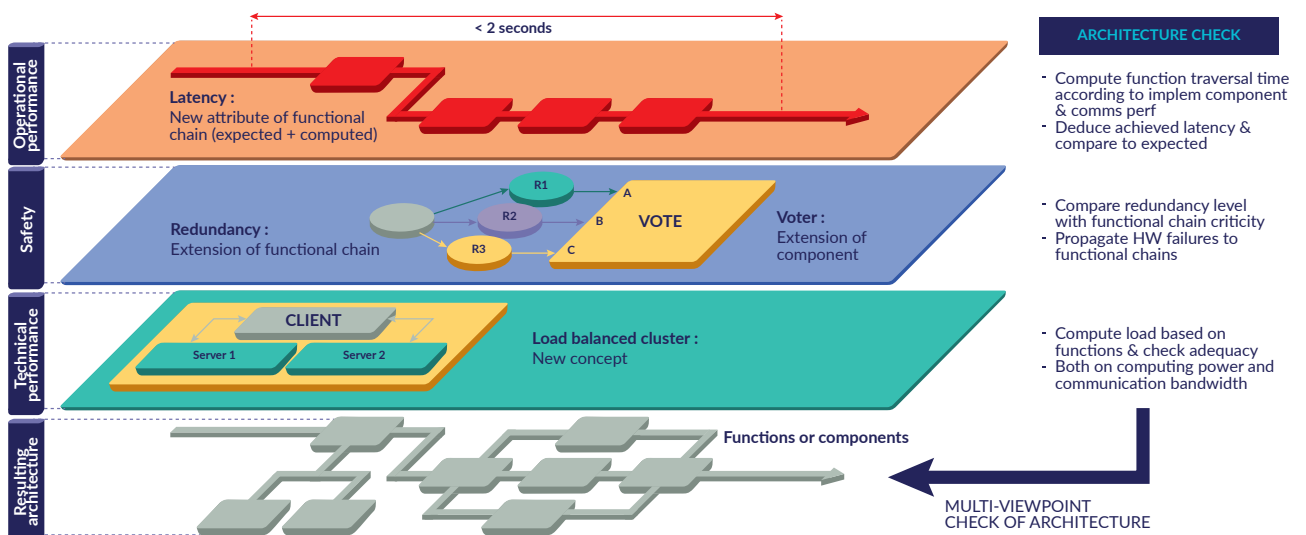 < 2 seconds
Operational
performance
Latency :
New attribute of functional
chain (expected + computed)
ARCHITECTURE CHECK
- Compute function traversal time
according to implem component
& comms perf
- Deduce achieved latency &
compare to expected
Safety
Redundancy :
Extension of functional chain
R1
R2
R3
A
B
C
VOTE
Voter :
Extension of
component
- Compare redundancy level
with functional chain criticity
- Propagate HW failures to
functional chains
Technical
performance
CLIENT
Server 1
Server 2
Load balanced cluster :
New concept
- Compute load based on
functions & check adequacy
- Both on computing power and
communication bandwidth
Resulting
architecture
Functions or components
MULTI-VIEWPOINT
CHECK OF ARCHITECTURE